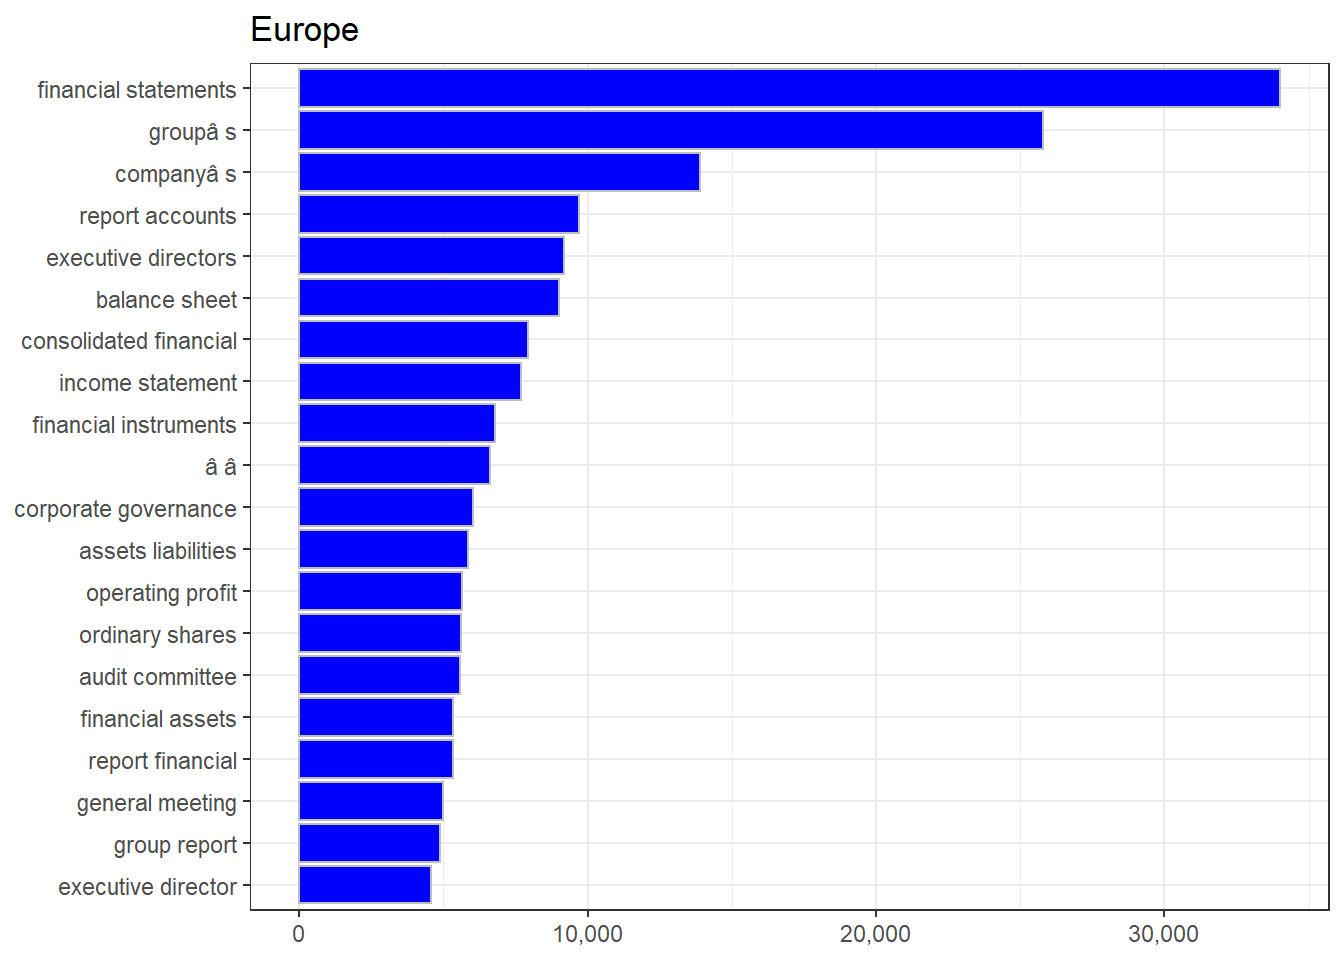 Europe
financial statements
groupâ s
companyâ s
report accounts
executive directors
balance sheet
consolidated financial
income statement
financial instruments
â â
corporate governance
assets liabilities
operating profit
ordinary shares
audit committee
financial assets
report financial
general meeting
group report
executive director
0 10,000 20,000 30,000